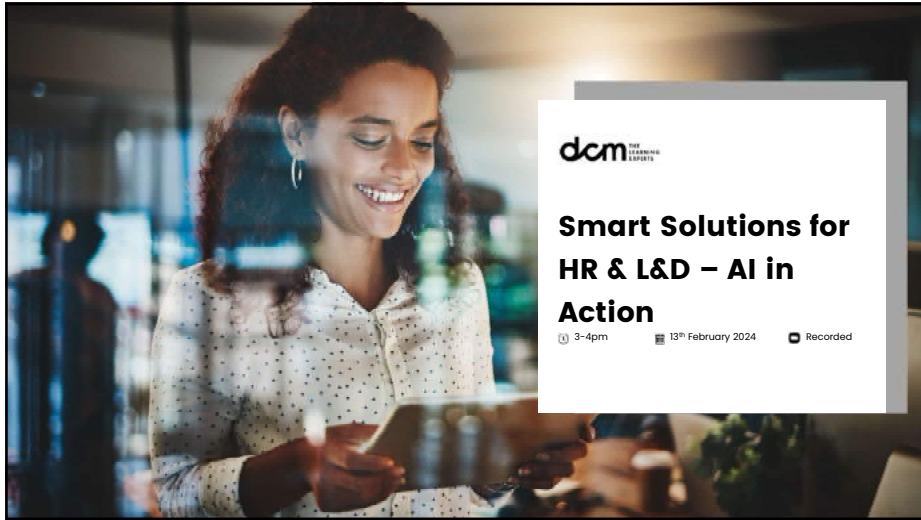 dcm THE
LEARNING
EXPERTS
Smart Solutions for
HR & L&D – AI in
Action
3-4pm 13th February 2024 Recorded